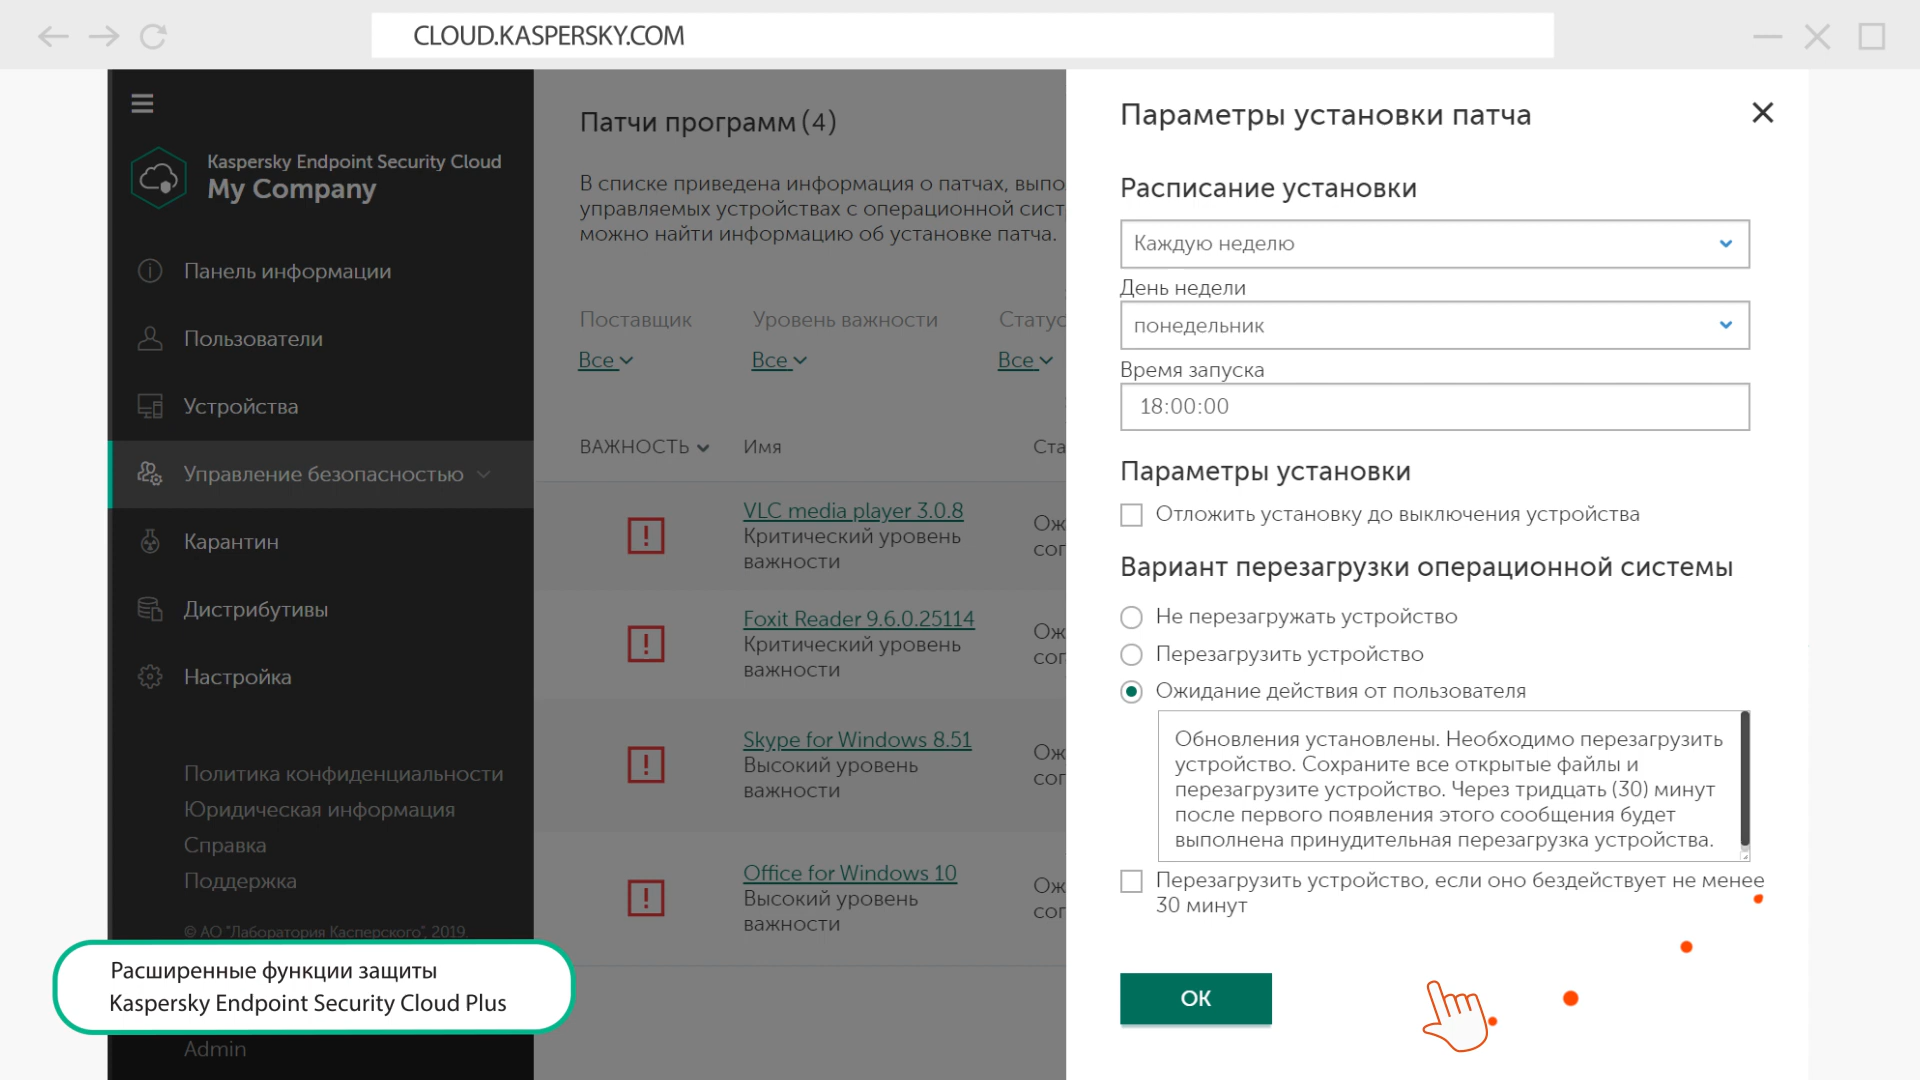 CLOUD.KASPERSKY.COM
Kaspersky Endpoint Security Cloud
My Company
Панель информации
Пользователи
Устройства
Управление безопасностью
Карантин
Дистрибутивы
Настройка
Политика конфиденциальности
Юридическая информация
Справка
Поддержка
© АО "Лаборатория Касперского", 2019.
Расширенные функции защиты
Kaspersky Endpoint Security Cloud Plus
Admin
Патчи программ (4)
В списке приведена информация о патчах, выпо
управляемых устройствах с операционной сист
можно найти информацию об установке патча.
Поставщик Уровень важности Статус
Все Все Все
ВАЖНОСТЬ Имя Ста
VLC media player 3.0.8
Критический уровень
важности
Ож
сог
Foxit Reader 9.6.0.25114
Критический уровень
важности
Ож
сог
Skype for Windows 8.51
Высокий уровень
важности
Ож
сог
Office for Windows 10
Высокий уровень
важности
Ож
сог
Параметры установки патча
Расписание установки
Каждую неделю
День недели
понедельник
Время запуска
18:00:00
Параметры установки
Отложить установку до выключения устройства
Вариант перезагрузки операционной системы
Не перезагружать устройство
Перезагрузить устройство
Ожидание действия от пользователя
Обновления установлены. Необходимо перезагрузить
устройство. Сохраните все открытые файлы и
перезагрузите устройство. Через тридцать (30) минут
после первого появления этого сообщения будет
выполнена принудительная перезагрузка устройства.
Перезагрузить устройство, если оно бездействует не менее
30 минут
ОК